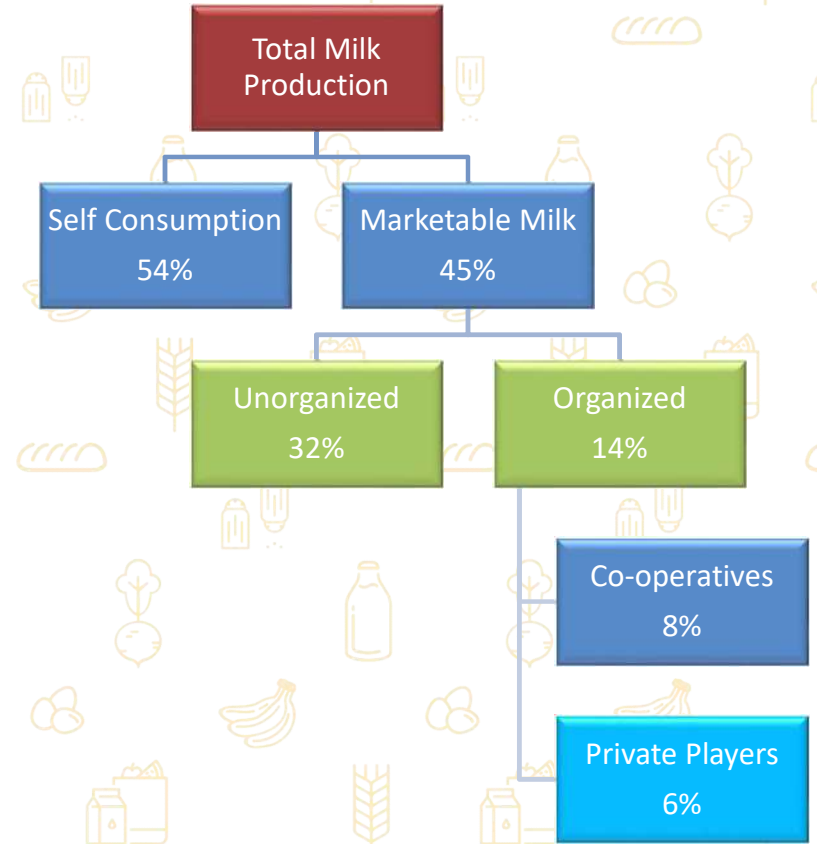 Total Milk
Production
Self Consumption
54%
Marketable Milk
45%
Unorganized
32%
Organized
14%
Co-operatives
8%
Private Players
6%